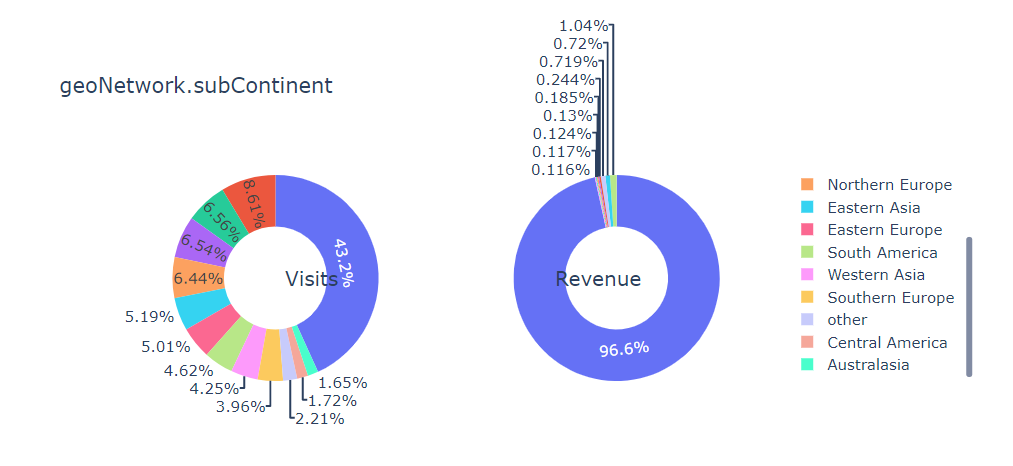 geoNetwork.subContinent
43.2%
8.61%
6.56%
6.54%
6.44%
5.19%
5.01%
4.62%
4.25%
3.96%
2.21%
1.72%
1.65%
Visits
1.04%
0.72%
0.719%
0.244%
0.185%
0.13%
0.124%
0.117%
0.116%
96.6%
Revenue
Northern Europe
Eastern Asia
Eastern Europe
South America
Western Asia
Southern Europe
other
Central America
Australasia